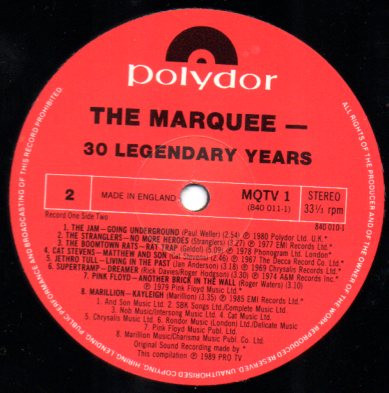 polydor
THE MARQUEE —
30 LEGENDARY YEARS
2
MADE IN ENGLAND
MQTV 1
(840 011-1)
STEREO
33⅓ rpm
Record One Side Two
840 010-1
1. THE JAM—GOING UNDERGROUND (Paul Weller) (2.54) ℗ 1980 Polydor Ltd. U.K.*
2. THE STRANGLERS—NO MORE HEROES (Stranglers) (3.27) ℗ 1977 EMI Records Ltd.*
3. THE BOOMTOWN RATS—RAT TRAP (Geldof) (5.09) ℗ 1978 Phonogram Ltd. London*
4. CAT STEVENS—MATTHEW AND SON (Cat Stevens) (2.46) ℗ 1967 The Decca Record Co. Ltd.*
5. JETHRO TULL—LIVING IN THE PAST (Ian Anderson) (3.18) ℗ 1969 Chrysalis Records Ltd.*
6. SUPERTRAMP—DREAMER (Rick Davies/Roger Hodgson) (3.30) ℗ 1974 A&M Records Inc.*
7. PINK FLOYD—ANOTHER BRICK IN THE WALL (Roger Waters) (3.10)
℗ 1979 Pink Floyd Music Ltd.*
8. MARILLION—KAYLEIGH (Marillion) (3.35) ℗ 1985 EMI Records Ltd.*
1. And Son Music Ltd. 2. SBK Songs Ltd/Complete Music Ltd.
3. Nob Music/Intersong Music Ltd. 4. Cat Music Ltd.
5. Chrysalis Music Ltd. 6. Rondor Music (London) Ltd/Delicate Music
7. Pink Floyd Music Publ. Ltd.
8. Marillion Music/Charisma Music Publ. Co. Ltd.
Original Sound Recording made by *
This compilation ℗ 1989 PRO TV
ALL RIGHTS OF THE PRODUCER AND OF THE OWNER OF THE WORK REPRODUCED RESERVED. UNAUTHORISED COPYING, HIRING, LENDING, PUBLIC PERFORMANCE AND BROADCASTING OF THIS RECORD PROHIBITED